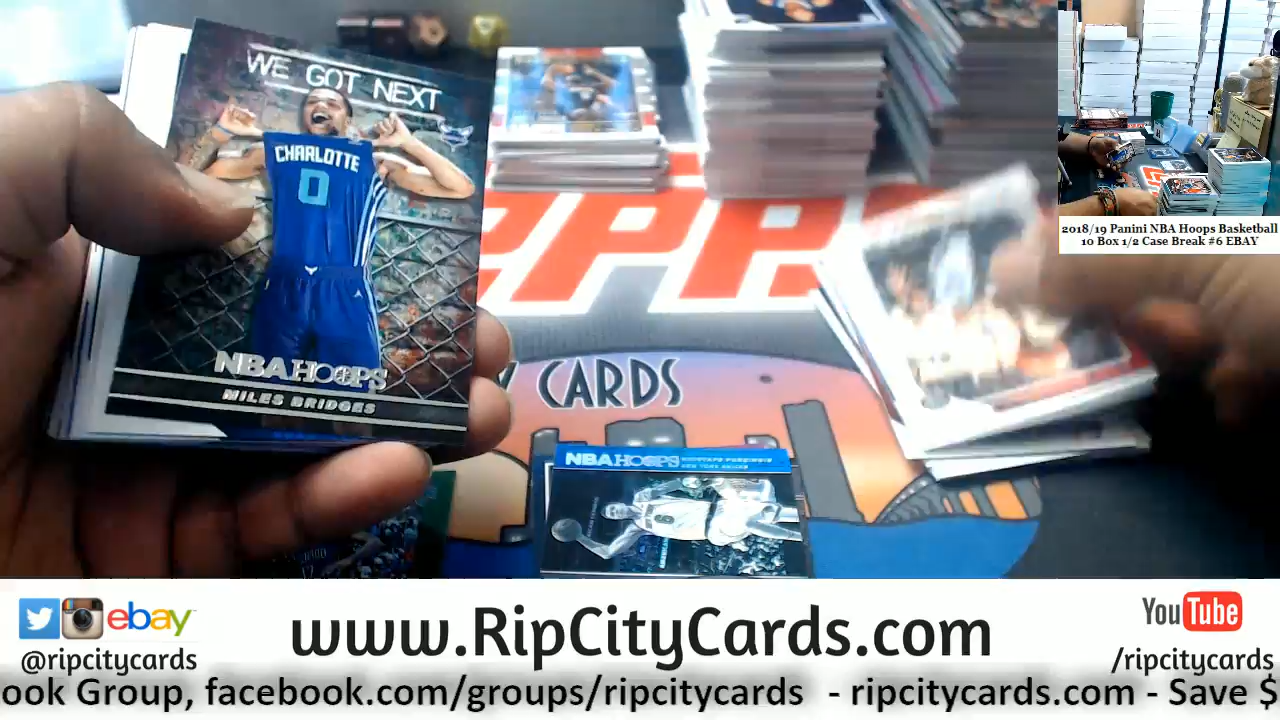 WE GOT NEXT
CHARLOTTE
0
NBA HOOPS
MILES BRIDGES
CARDS
NBA HOOPS
2018/19 Panini NBA Hoops Basketball
10 Box 1/2 Case Break #6 EBAY
ebay
@ripcitycards
www.RipCityCards.com
YouTube
/ripcitycards
ook Group, facebook.com/groups/ripcitycards - ripcitycards.com - Save $